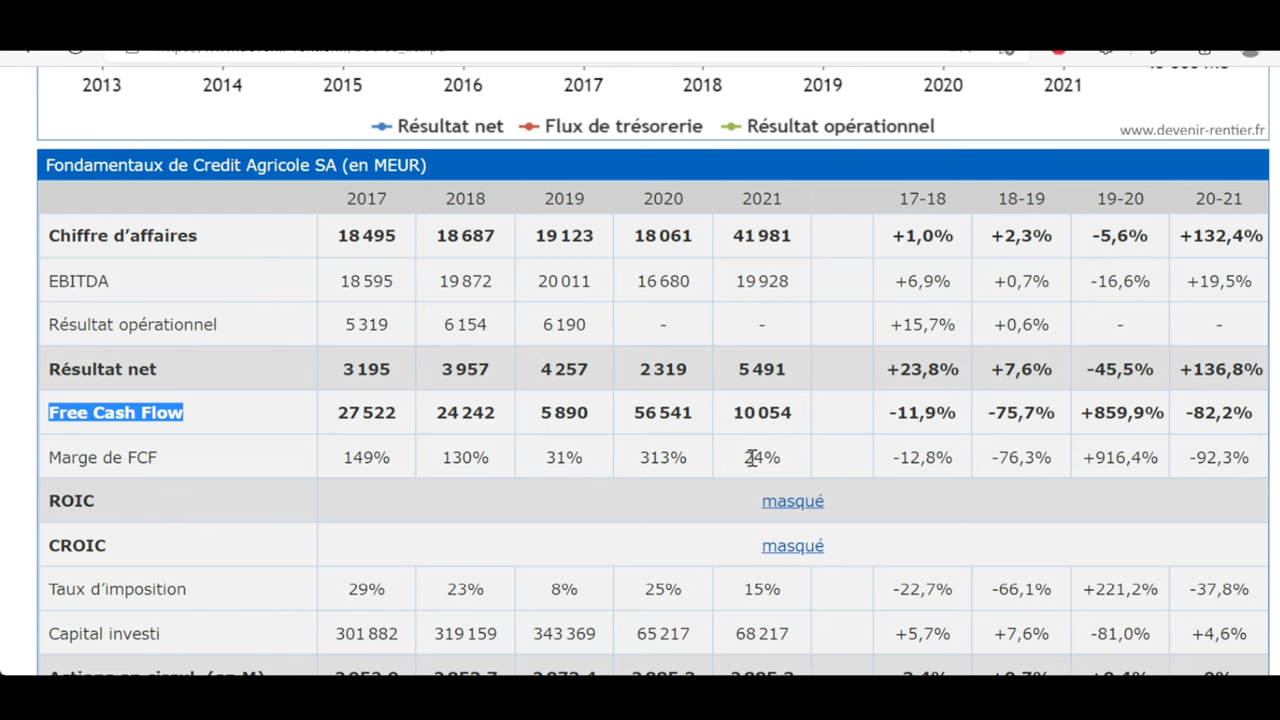 2013 2014 2015 2016 2017 2018 2019 2020 2021
Résultat net Flux de trésorerie Résultat opérationnel
www.devenir-rentier.fr
Fondamentaux de Credit Agricole SA (en MEUR)
2017 2018 2019 2020 2021 17-18 18-19 19-20 20-21
Chiffre d’affaires 18 495 18 687 19 123 18 061 41 981 +1,0% +2,3% -5,6% +132,4%
EBITDA 18 595 19 872 20 011 16 680 19 928 +6,9% +0,7% -16,6% +19,5%
Résultat opérationnel 5 319 6 154 6 190 - - +15,7% +0,6% - -
Résultat net 3 195 3 957 4 257 2 319 5 491 +23,8% +7,6% -45,5% +136,8%
Free Cash Flow 27 522 24 242 5 890 56 541 10 054 -11,9% -75,7% +859,9% -82,2%
Marge de FCF 149% 130% 31% 313% 24% -12,8% -76,3% +916,4% -92,3%
ROIC masqué
CROIC masqué
Taux d’imposition 29% 23% 8% 25% 15% -22,7% -66,1% +221,2% -37,8%
Capital investi 301 882 319 159 343 369 65 217 68 217 +5,7% +7,6% -81,0% +4,6%